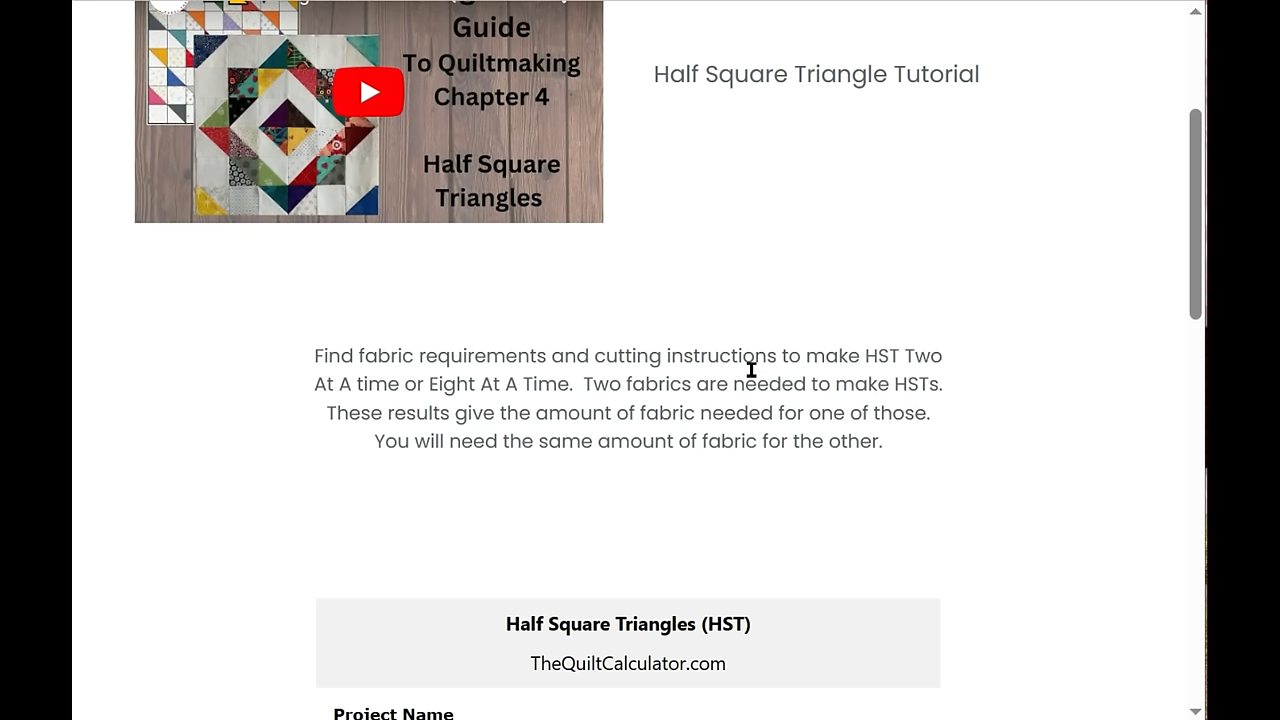 Guide
To Quiltmaking
Chapter 4
Half Square
Triangles
Half Square Triangle Tutorial
Find fabric requirements and cutting instructions to make HST Two
At A time or Eight At A Time.  Two fabrics are needed to make HSTs.
These results give the amount of fabric needed for one of those.
You will need the same amount of fabric for the other.
Half Square Triangles (HST)
TheQuiltCalculator.com
Project Name